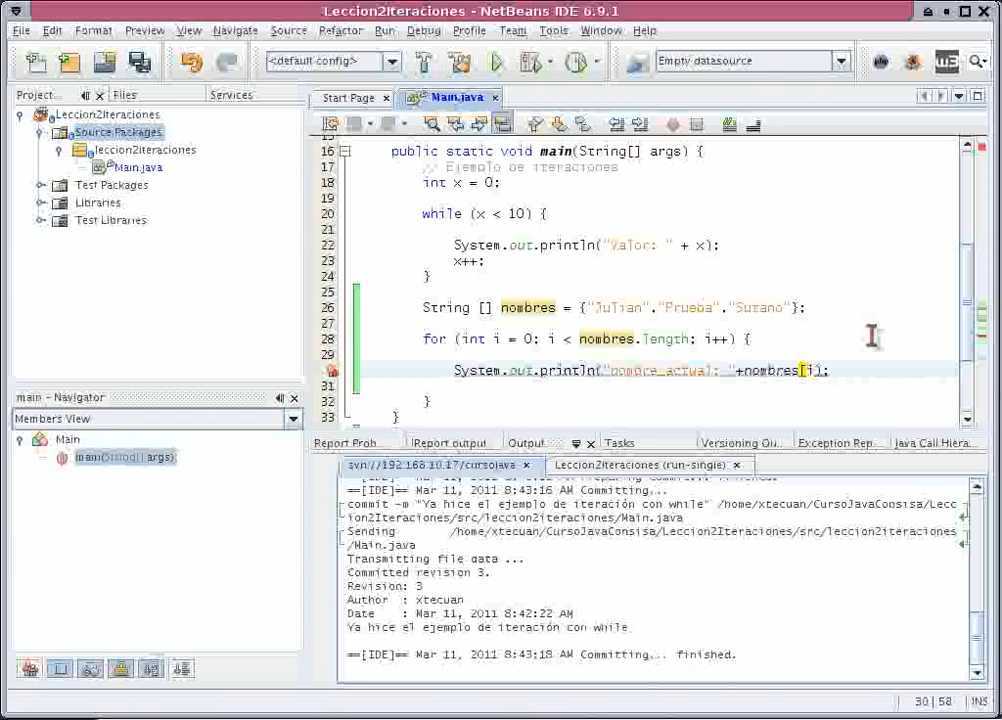 Leccion2Iteraciones - NetBeans IDE 6.9.1
File Edit Format Preview View Navigate Source Refactor Run Debug Profile Team Tools Window Help
<default config> Empty datasource
Projec... Files Services
Start Page Main.java
Leccion2Iteraciones
Source Packages
leccion2iteraciones
Main.java
Test Packages
Libraries
Test Libraries
16 public static void main(String[] args) {
17 // Ejemplo de iteraciones
18 int x = 0;
19
20 while (x < 10) {
21
22 System.out.println("Valor: " + x);
23 x++;
24 }
25
26 String [] nombres = {"Julian","Prueba","Sutano"};
27
28 for (int i = 0; i < nombres.length; i++) {
29
System.out.println("nombre actual: "+nombres[i);
31
32 }
33 }
main - Navigator
Members View
Main
main(String[] args)
Report Prob... Report output Output Tasks Versioning Ou... Exception Rep... Java Call Hiera...
svn://192.168.10.17/cursojava Leccion2Iteraciones (run-single)
==[IDE]== Mar 11, 2011 8:43:16 AM Committing...
commit -m "Ya hice el ejemplo de iteración con while" /home/xtecuan/CursoJavaConsisa/Lecc
ion2Iteraciones/src/leccion2iteraciones/Main.java
Sending /home/xtecuan/CursoJavaConsisa/Leccion2Iteraciones/src/leccion2iteraciones
/Main.java
Transmitting file data ...
Committed revision 3.
Revision: 3
Author : xtecuan
Date : Mar 11, 2011 8:42:22 AM
Ya hice el ejemplo de iteración con while
==[IDE]== Mar 11, 2011 8:43:18 AM Committing... finished.
30 | 58 INS